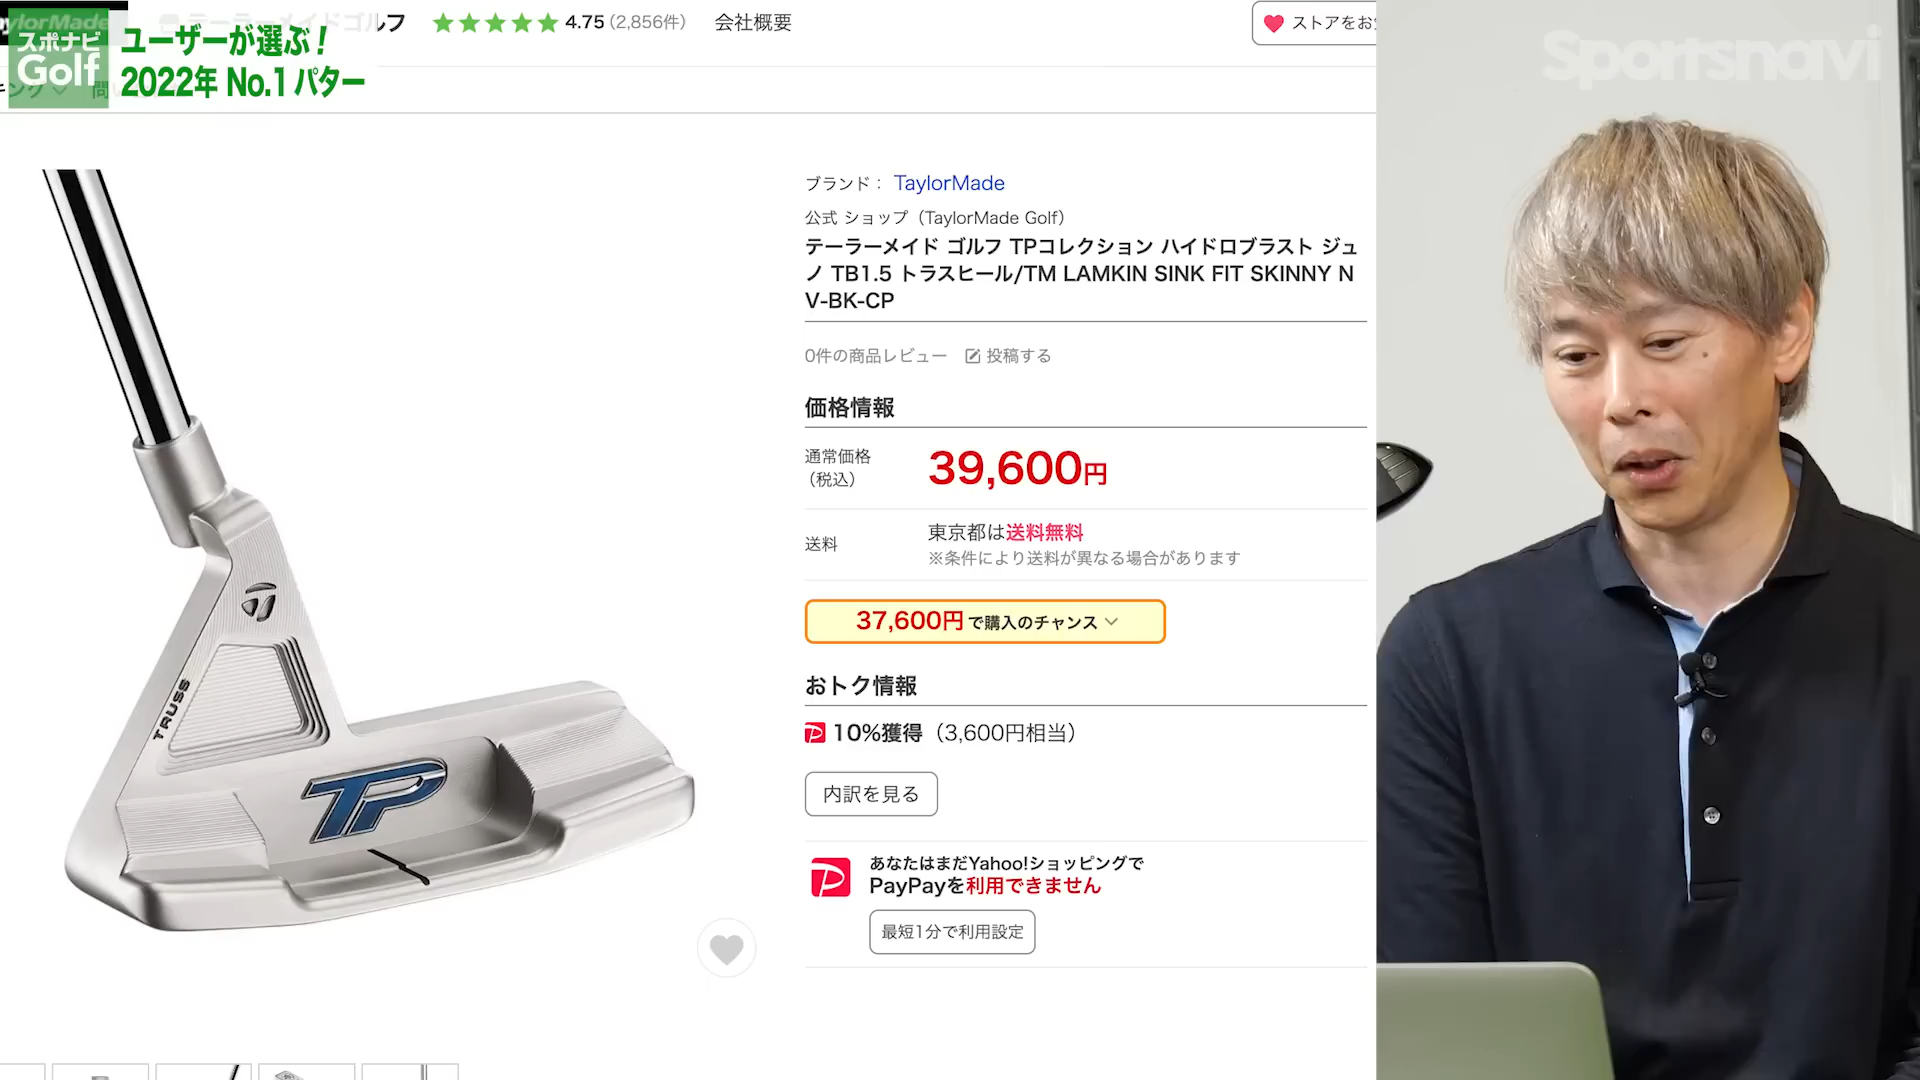 スポナビ
Golf
ユーザーが選ぶ!
2022年 No.1 パター
テーラーメイドゴルフ
4.75 (2,856件)
会社概要
ストアをお
Sportsnavi
ブランド： TaylorMade
公式 ショップ（TaylorMade Golf）
テーラーメイド ゴルフ TPコレクション ハイドロブラスト ジュ
ノ TB1.5 トラスヒール/TM LAMKIN SINK FIT SKINNY N
V-BK-CP
0件の商品レビュー 投稿する
価格情報
通常価格
（税込）
39,600円
送料
東京都は送料無料
※条件により送料が異なる場合があります
37,600円で購入のチャンス
おトク情報
10%獲得（3,600円相当）
内訳を見る
あなたはまだYahoo!ショッピングで
PayPayを利用できません
最短1分で利用設定
TRUSS
TP